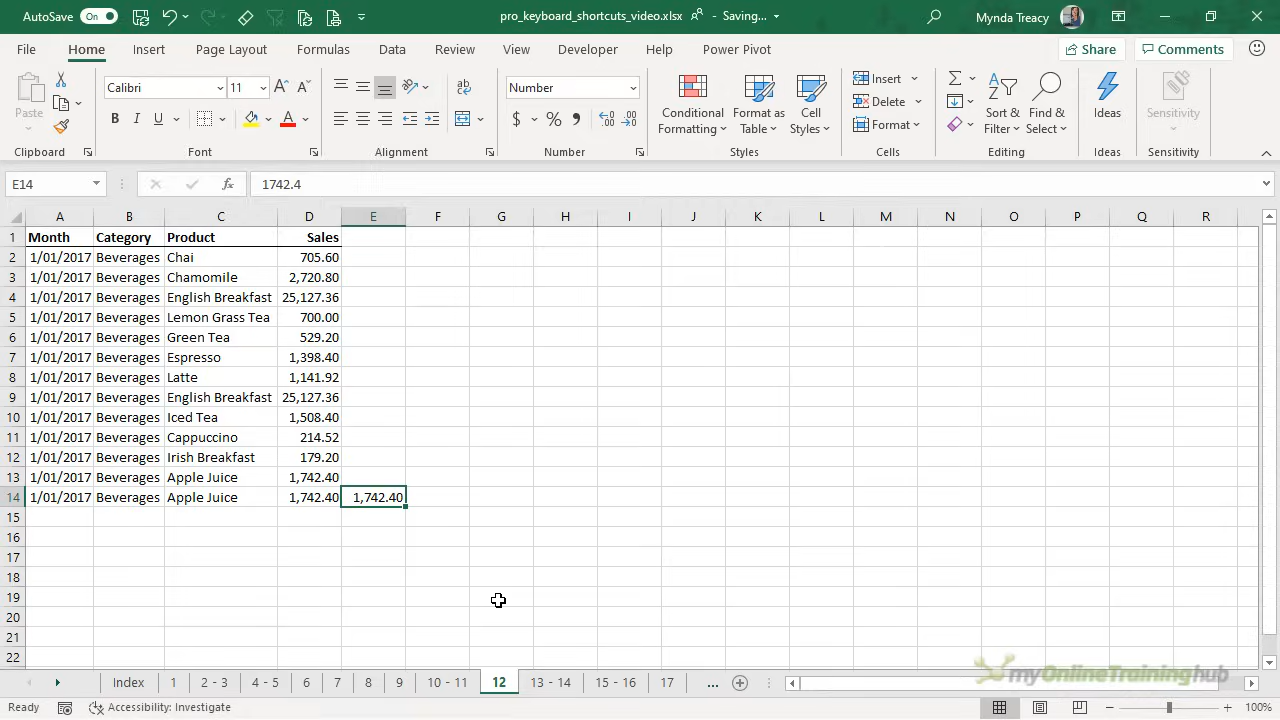 AutoSave On pro_keyboard_shortcuts_video.xlsx - Saving... Mynda Treacy
File Home Insert Page Layout Formulas Data Review View Developer Help Power Pivot Share Comments
Paste
Clipboard
Calibri 11
B I U A
Font
ab
Alignment
Number
$ % ,
Number
Conditional Formatting
Format as Table
Cell Styles
Styles
Insert
Delete
Format
Cells
Sort & Filter
Find & Select
Editing
Ideas
Ideas
Sensitivity
Sensitivity
E14 fx 1742.4
A B C D E F G H I J K L M N O P Q R
1 Month Category Product Sales
2 1/01/2017 Beverages Chai 705.60
3 1/01/2017 Beverages Chamomile 2,720.80
4 1/01/2017 Beverages English Breakfast 25,127.36
5 1/01/2017 Beverages Lemon Grass Tea 700.00
6 1/01/2017 Beverages Green Tea 529.20
7 1/01/2017 Beverages Espresso 1,398.40
8 1/01/2017 Beverages Latte 1,141.92
9 1/01/2017 Beverages English Breakfast 25,127.36
10 1/01/2017 Beverages Iced Tea 1,508.40
11 1/01/2017 Beverages Cappuccino 214.52
12 1/01/2017 Beverages Irish Breakfast 179.20
13 1/01/2017 Beverages Apple Juice 1,742.40
14 1/01/2017 Beverages Apple Juice 1,742.40 1,742.40
15
16
17
18
19
20
21
22
Index 1 2 - 3 4 - 5 6 7 - 8 9 10 - 11 12 13 - 14 15 - 16 17 ...
myOnlineTraininghub
Ready Accessibility: Investigate 100%